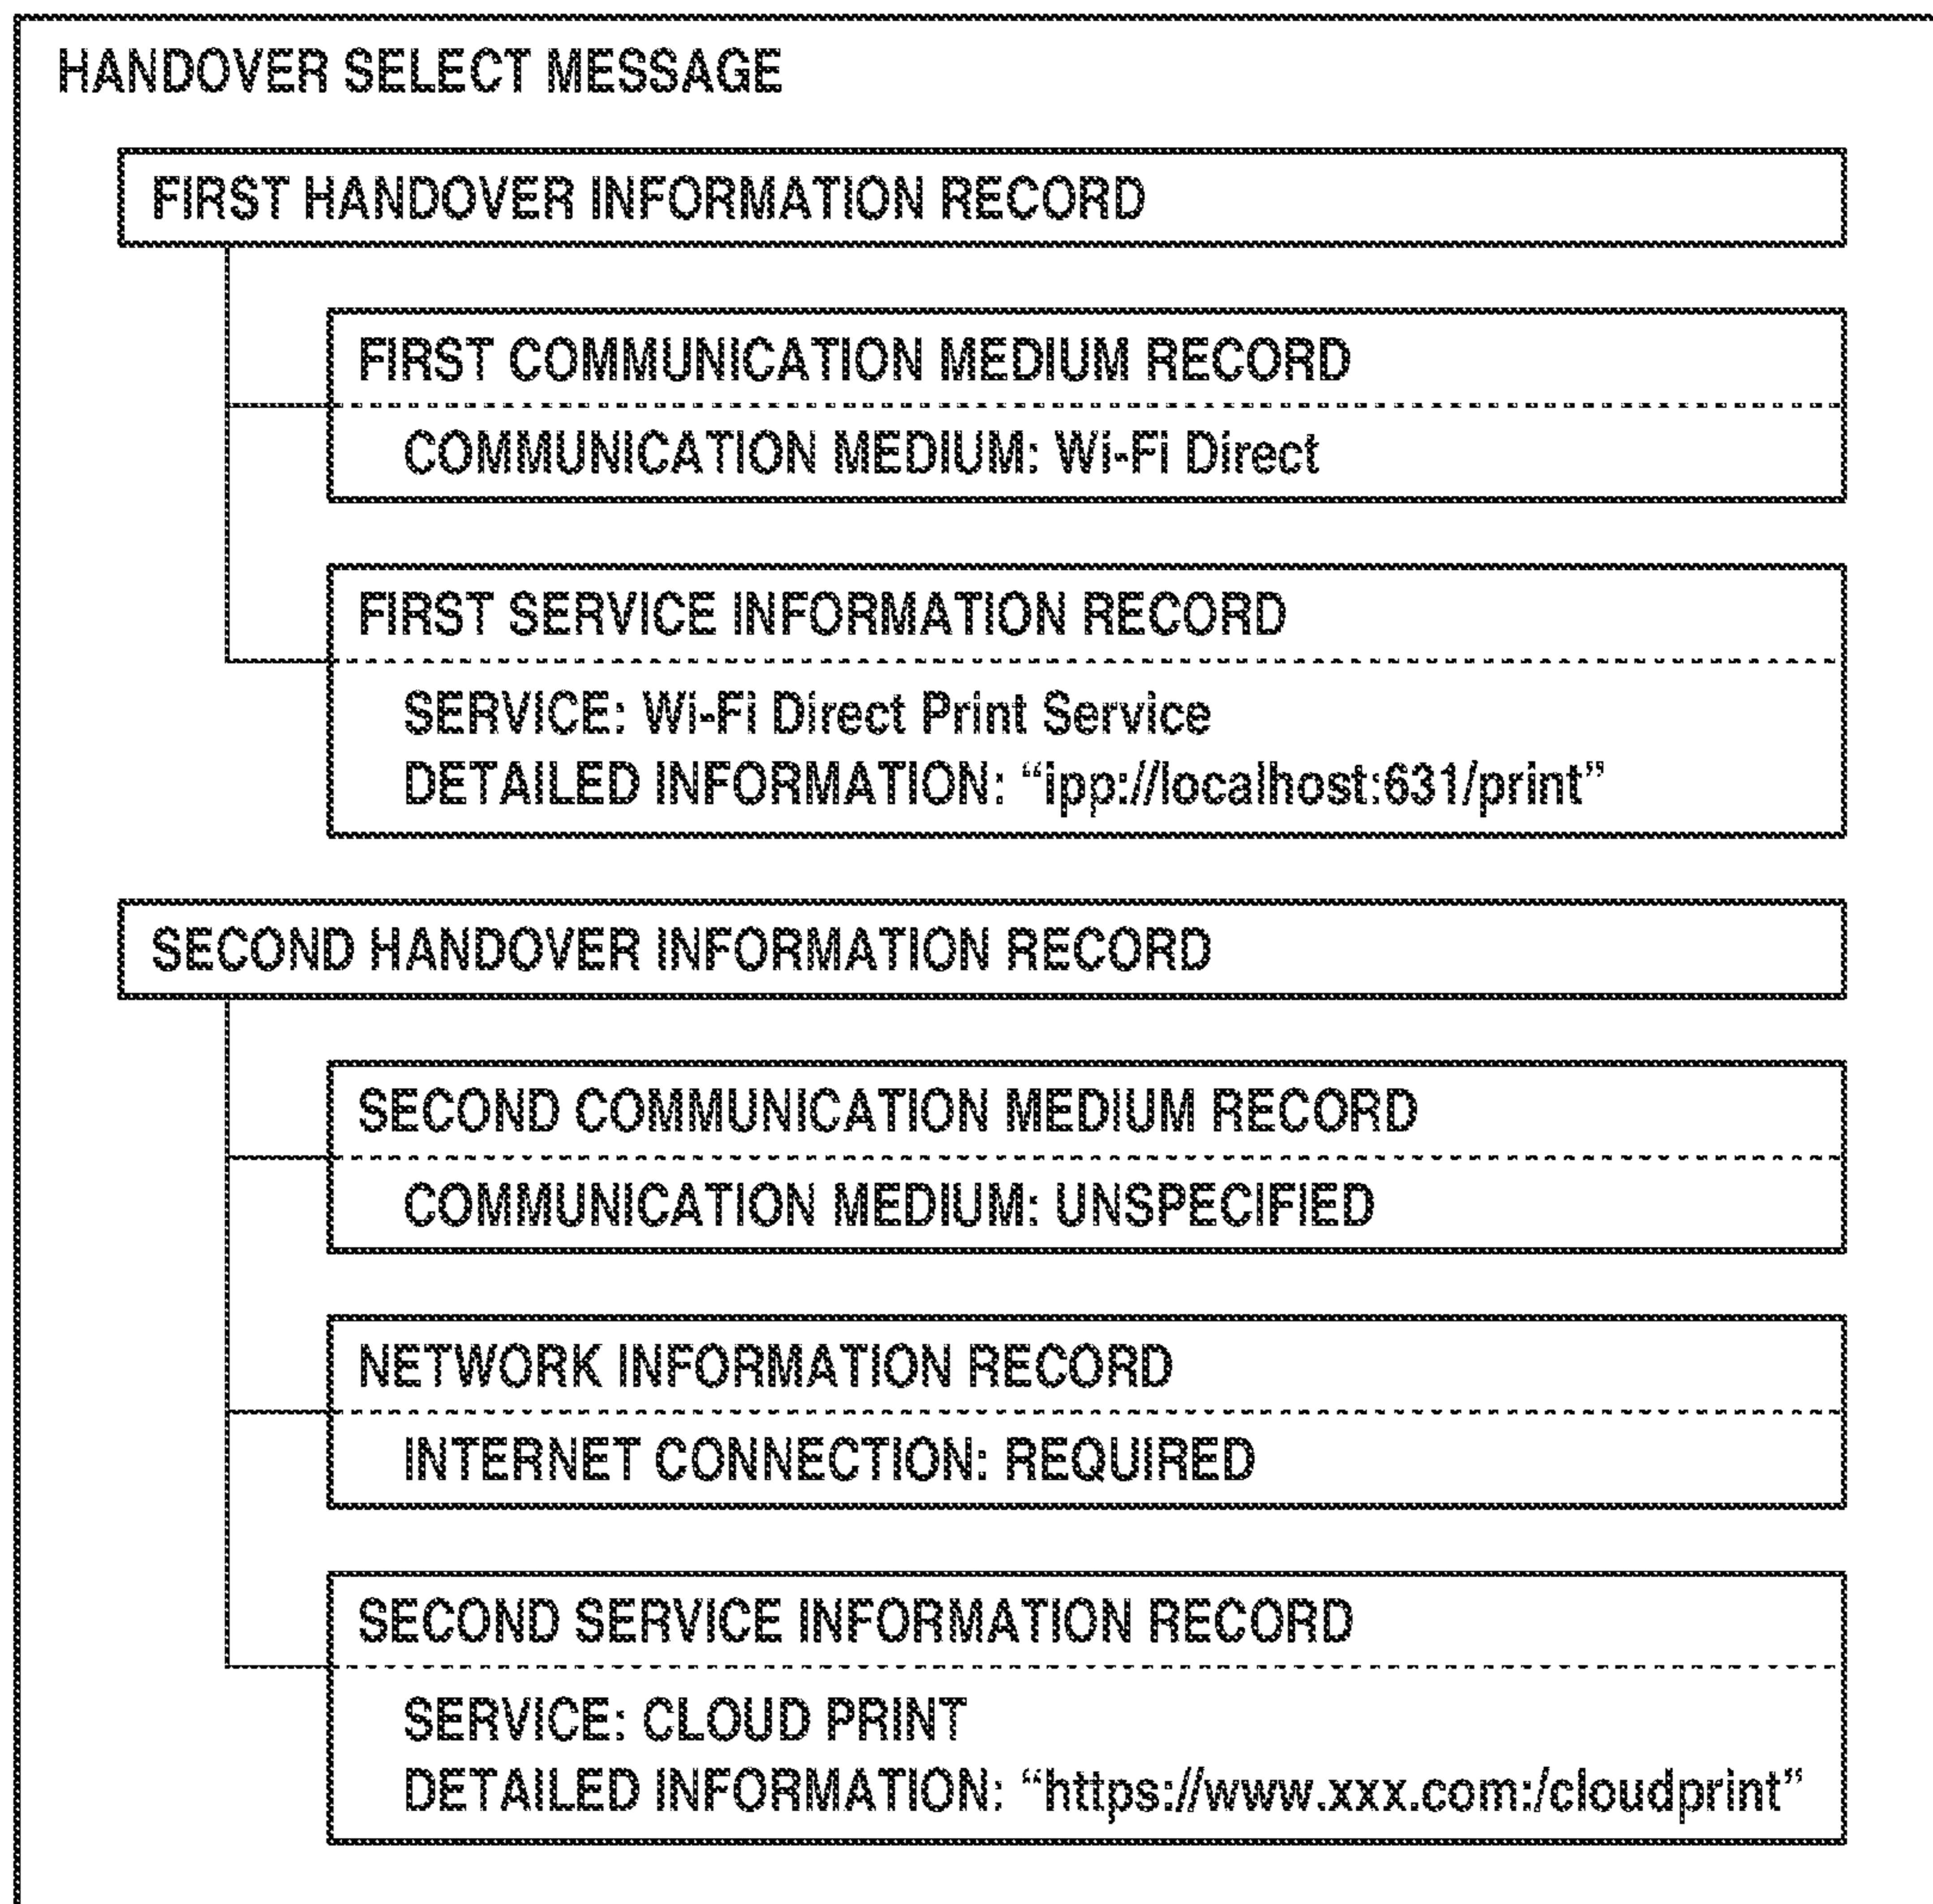 HANDOVER SELECT MESSAGE
FIRST HANDOVER INFORMATION RECORD
FIRST COMMUNICATION MEDIUM RECORD
COMMUNICATION MEDIUM: Wi-Fi Direct
FIRST SERVICE INFORMATION RECORD
SERVICE: Wi-Fi Direct Print Service
DETAILED INFORMATION: “ipp://localhost:631/print”
SECOND HANDOVER INFORMATION RECORD
SECOND COMMUNICATION MEDIUM RECORD
COMMUNICATION MEDIUM: UNSPECIFIED
NETWORK INFORMATION RECORD
INTERNET CONNECTION: REQUIRED
SECOND SERVICE INFORMATION RECORD
SERVICE: CLOUD PRINT
DETAILED INFORMATION: “https://www.xxx.com:/cloudprint”